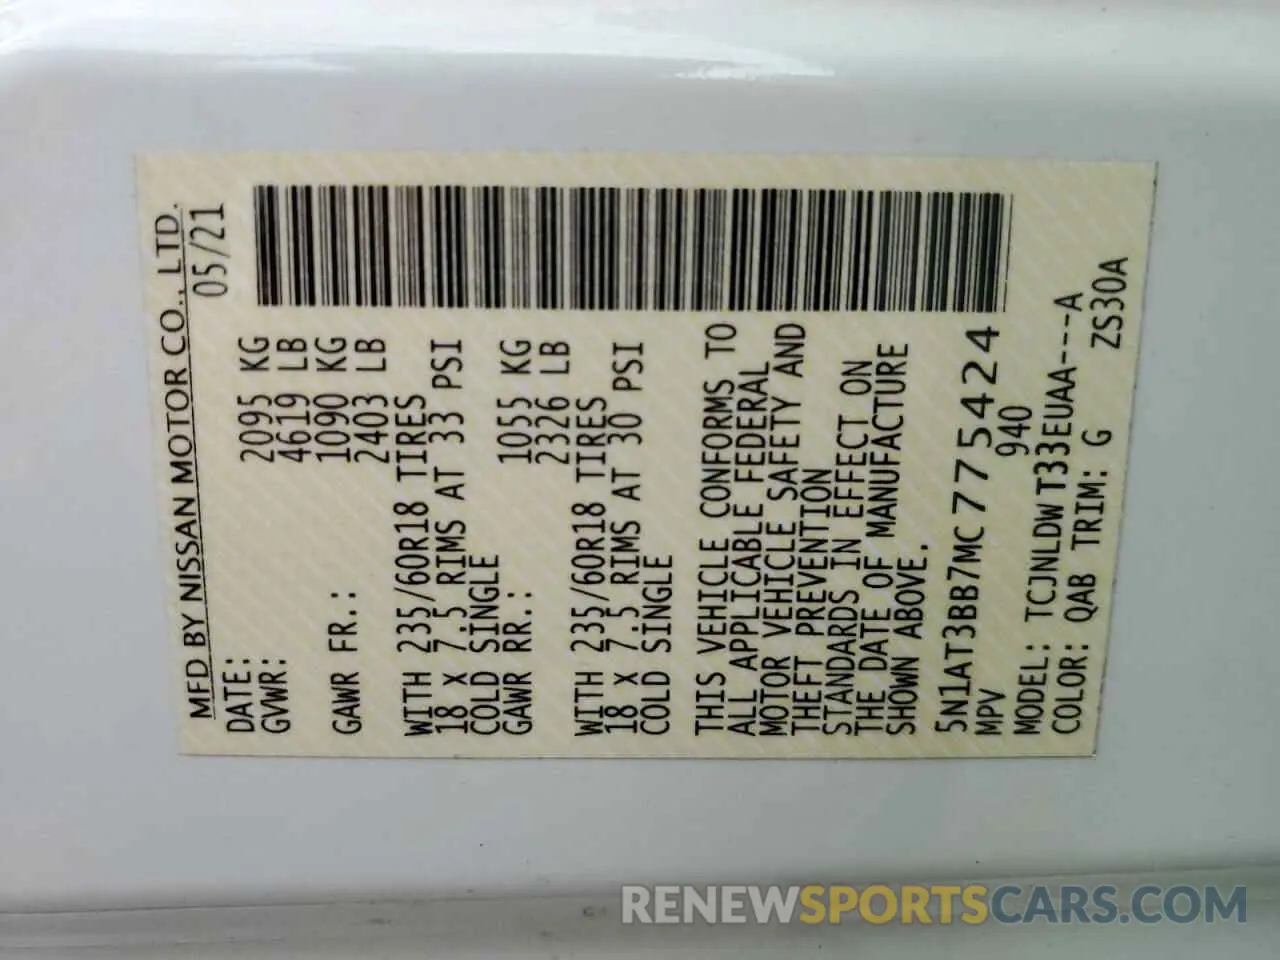 MFD BY NISSAN MOTOR CO., LTD.
DATE: 05/21
GVWR: 2095 KG
4619 LB
GAWR FR.: 1090 KG
2403 LB
WITH 235/60R18 TIRES
18 X 7.5 RIMS AT 33 PSI
COLD SINGLE
GAWR RR.: 1055 KG
2326 LB
WITH 235/60R18 TIRES
18 X 7.5 RIMS AT 30 PSI
COLD SINGLE
THIS VEHICLE CONFORMS TO
ALL APPLICABLE FEDERAL
MOTOR VEHICLE SAFETY AND
THEFT PREVENTION
STANDARDS IN EFFECT ON
THE DATE OF MANUFACTURE
SHOWN ABOVE.
5N1AT3BB7MC775424
MPV 940
MODEL: TCJNLDW T33EUAA---A
COLOR: QAB TRIM: G ZS30A
RENEWSPORTSCARS.COM